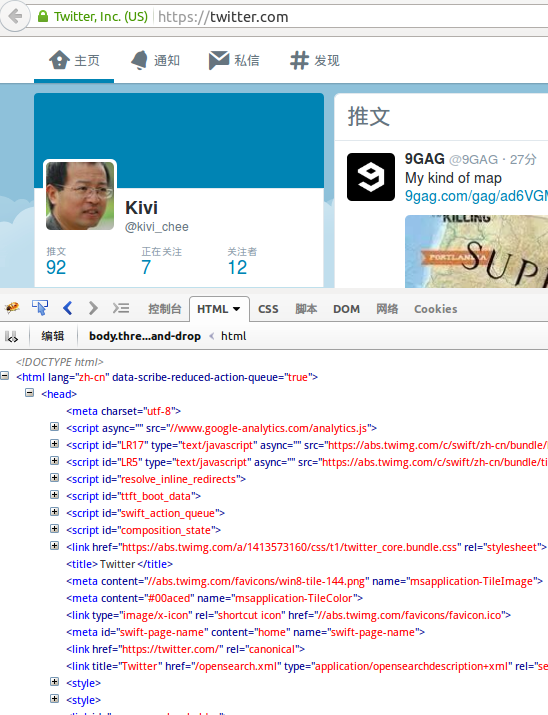 Twitter, Inc. (US) https://twitter.com
主页 通知 私信 发现
推文
9GAG @9GAG · 27分
My kind of map
9gag.com/gag/ad6VGM
KILLING
PORTLANDIA
SUP
Kivi
@kivi_chee
推文 正在关注 关注者
92 7 12
控制台 HTML CSS 脚本 DOM 网络 Cookies
编辑 body.thre...and-drop < html
<!DOCTYPE html>
<html lang="zh-cn" data-scribe-reduced-action-queue="true">
<head>
<meta charset="utf-8">
<script async="" src="//www.google-analytics.com/analytics.js">
<script id="LR17" type="text/javascript" async="" src="https://abs.twimg.com/c/swift/zh-cn/bundle/
<script id="LR5" type="text/javascript" async="" src="https://abs.twimg.com/c/swift/zh-cn/bundle/ti
<script id="resolve_inline_redirects">
<script id="ttft_boot_data">
<script id="swift_action_queue">
<script id="composition_state">
<link href="https://abs.twimg.com/a/1413573160/css/t1/twitter_core.bundle.css" rel="stylesheet">
<title>Twitter</title>
<meta content="//abs.twimg.com/favicons/win8-tile-144.png" name="msapplication-TileImage">
<meta content="#00aced" name="msapplication-TileColor">
<link type="image/x-icon" rel="shortcut icon" href="//abs.twimg.com/favicons/favicon.ico">
<meta id="swift-page-name" content="home" name="swift-page-name">
<link href="https://twitter.com/" rel="canonical">
<link title="Twitter" href="/opensearch.xml" type="application/opensearchdescription+xml" rel="se
<style>
<style>